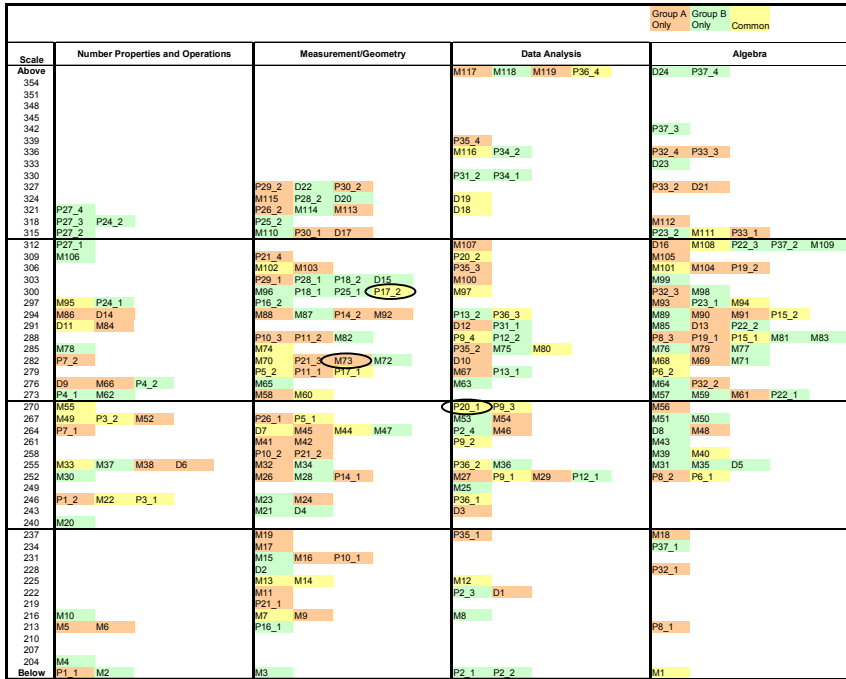 Group A Group B
Only Only Common
Scale Number Properties and Operations Measurement/Geometry Data Analysis Algebra
Above M117 M118 M119 P36_4 D24 P37_4
354
351
348
345
342 P37_3
339 P35_4
336 M116 P34_2 P32_4 P33_3
333 D23
330 P31_2 P34_1
327 P29_2 D22 P30_2 P33_2 D21
324 M115 P28_2 D20 D19
321 P27_4 P26_2 M114 M113 D18
318 P27_3 P24_2 P25_2 M112
315 P27_2 M110 P30_1 D17 P23_2 M111 P33_1
312 P27_1 M107 D16 M108 P22_3 P37_2 M109
309 M106 P21_4 P20_2 M105
306 M102 M103 P35_3 M101 M104 P19_2
303 P29_1 P28_1 P18_2 D15 M100 M99
300 M96 P18_1 P25_1 P17_2 M97 P32_3 M98
297 M95 P24_1 P16_2 M93 P23_1 M94
294 M86 D14 M88 M87 P14_2 M92 P13_2 P36_3 M89 M90 M91 P15_2
291 D11 M84 D12 P31_1 M85 D13 P22_2
288 P10_3 P11_2 M82 P9_4 P12_2 P8_3 P19_1 P15_1 M81 M83
285 M78 M74 P35_2 M75 M80 M76 M79 M77
282 P7_2 M70 P21_3 M73 M72 D10 M68 M69 M71
279 P5_2 P11_1 P17_1 M67 P13_1 P6_2
276 D9 M66 P4_2 M65 M63 M64 P32_2
273 P4_1 M62 M58 M60 M57 M59 M61 P22_1
270 M55 P20_1 P9_3 M56
267 M49 P3_2 M52 P26_1 P5_1 M53 M54 M51 M50
264 P7_1 D7 M45 M44 M47 P2_4 M46 D8 M48
261 M41 M42 P9_2 M43
258 P10_2 P21_2 M39 M40
255 M33 M37 M38 D6 M32 M34 P36_2 M36 M31 M35 D5
252 M30 M26 M28 P14_1 M27 P9_1 M29 P12_1 P8_2 P6_1
249 M25
246 P1_2 M22 P3_1 M23 M24 P36_1
243 M21 D4 D3
240 M20
237 M19 P35_1 M18
234 M17 P37_1
231 M15 M16 P10_1
228 D2 P32_1
225 M13 M14 M12
222 M11 P2_3 D1
219 P21_1
216 M10 M7 M9 M8
213 M5 M6 P16_1 P8_1
210
207
204 M4
Below P1_1 M2 M3 P2_1 P2_2 M1